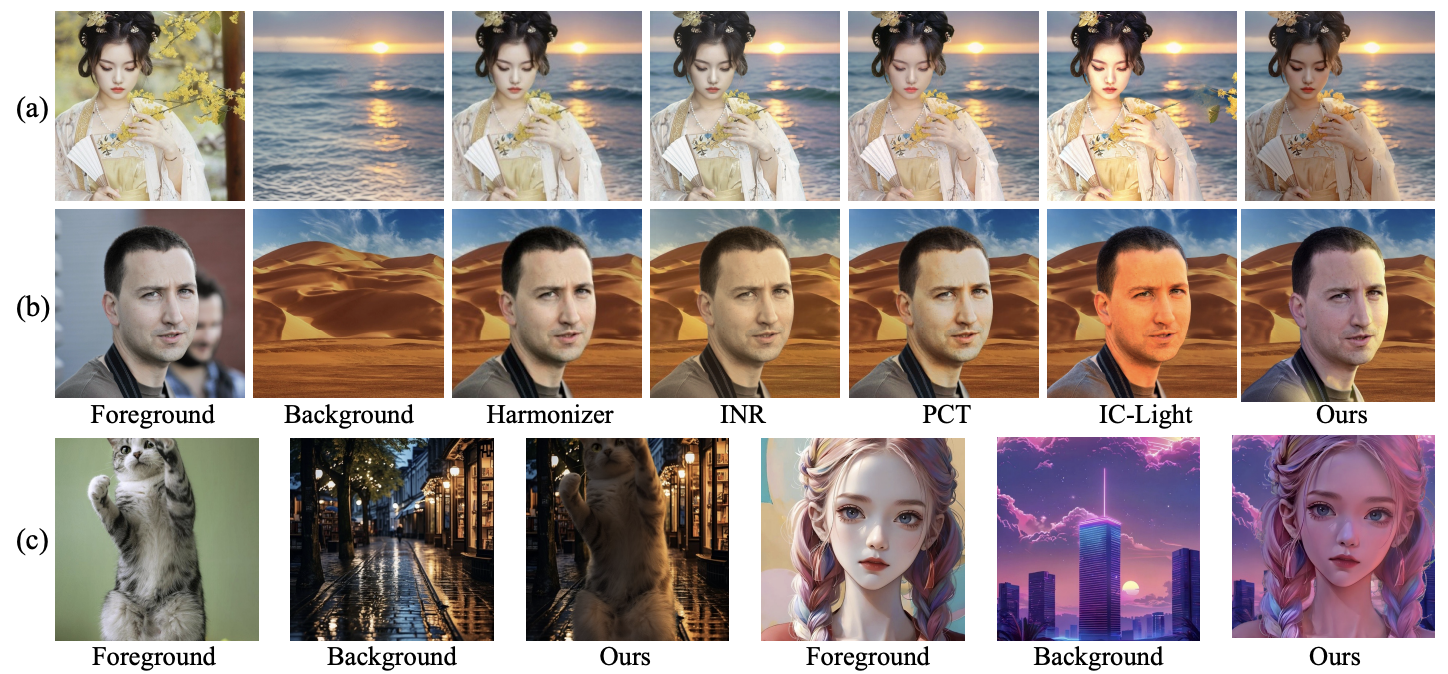 (a)
(b)
Foreground Background Harmonizer INR PCT IC-Light Ours
(c)
Foreground Background Ours Foreground Background Ours